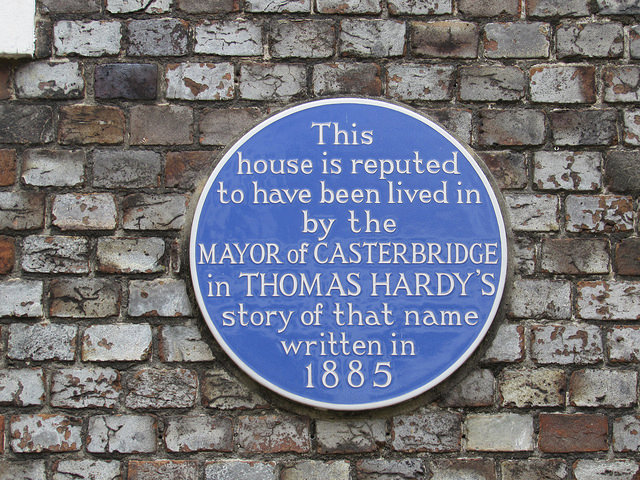 This
house is reputed
to have been lived in
by the
MAYOR of CASTERBRIDGE
in THOMAS HARDY'S
story of that name
written in
1885